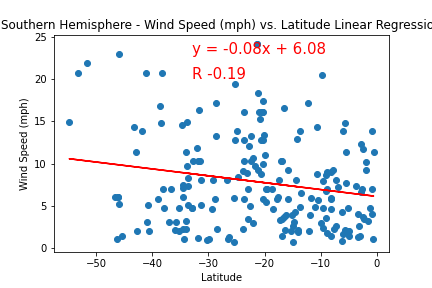 Southern Hemisphere - Wind Speed (mph) vs. Latitude Linear Regressio
y = -0.08x + 6.08
R -0.19
25
20
15
10
5
0
Wind Speed (mph)
−50
−40
−30
−20
−10
0
Latitude